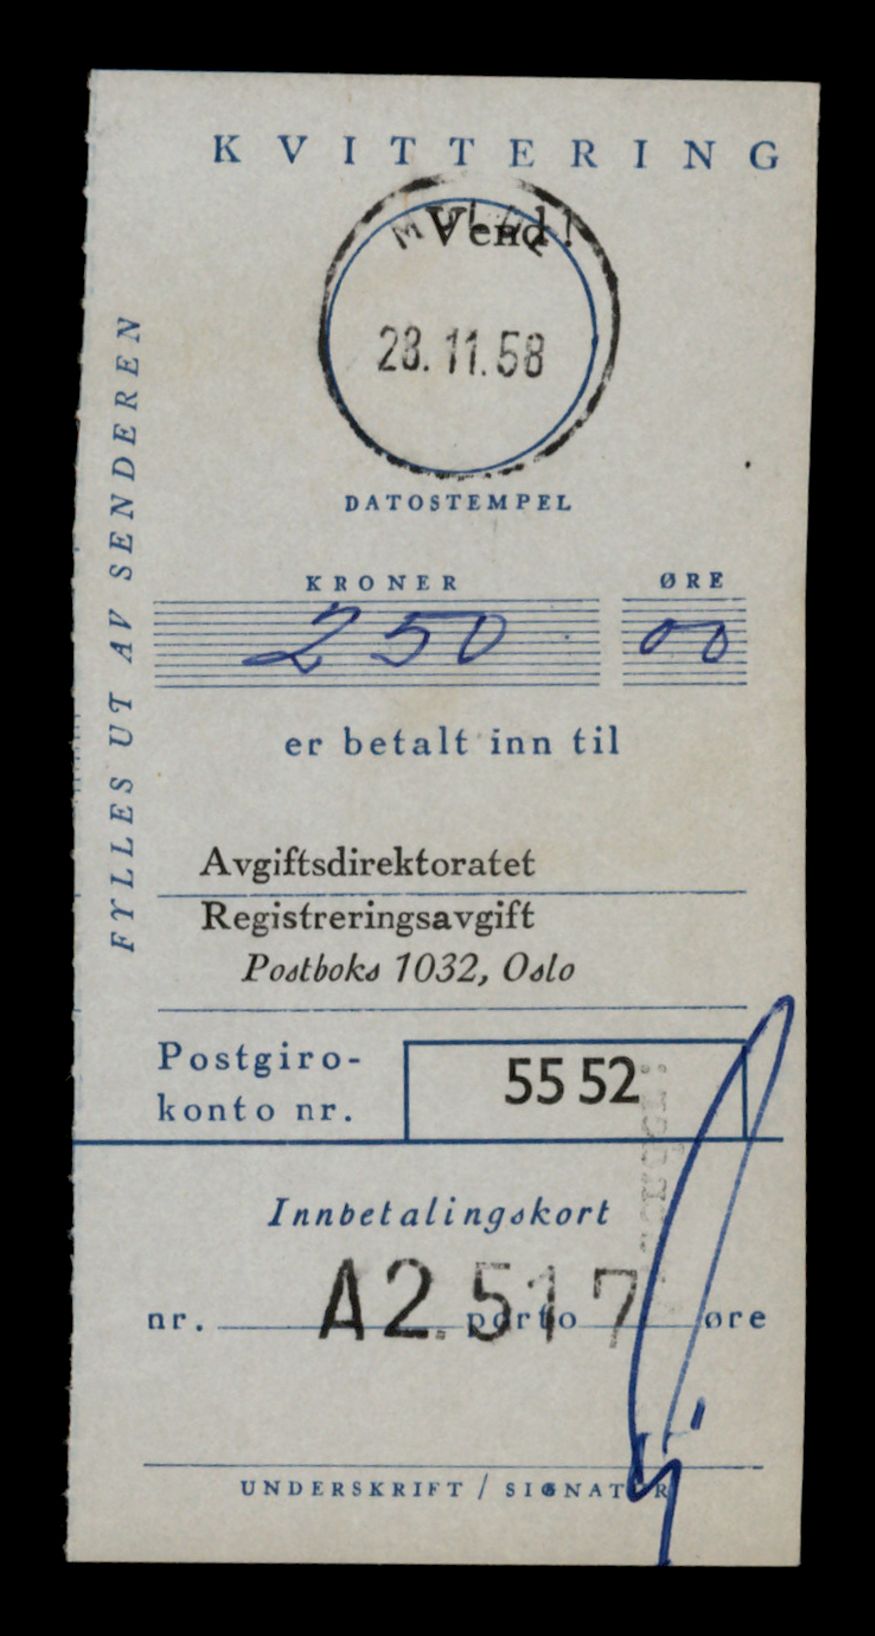 KVITTERING
Vend!
28.11.58
DATOSTEMPEL
FYLLES UT AV SENDEREN
KRONER ØRE
250 00
er betalt inn til
Avgiftsdirektoratet
Registreringsavgift
Postboks 1032, Oslo
Postgiro-
konto nr.
55 52
Innbetalingskort
A2.517
nr. porto øre
UNDERSKRIFT / SIGNATUR